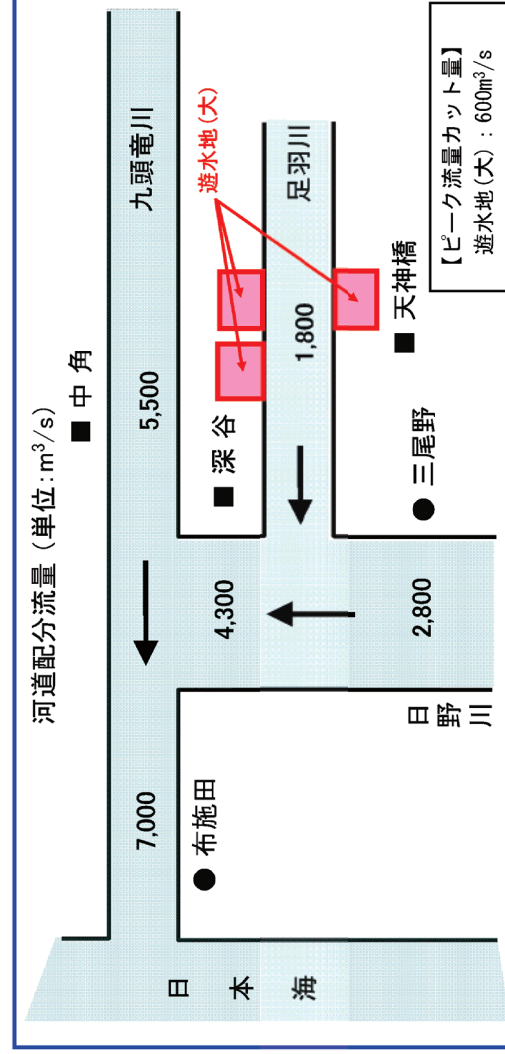 河道配分流量 (単位:m³/s)
■ 中 角
九頭竜川
7,000
5,500
遊水地(大)
● 布施田
4,300
■ 深 谷
1,800
足羽川
日 本 海
日野川
2,800
● 三尾野
■ 天神橋
【ピーク流量カット量】
遊水地(大) : 600m³/s